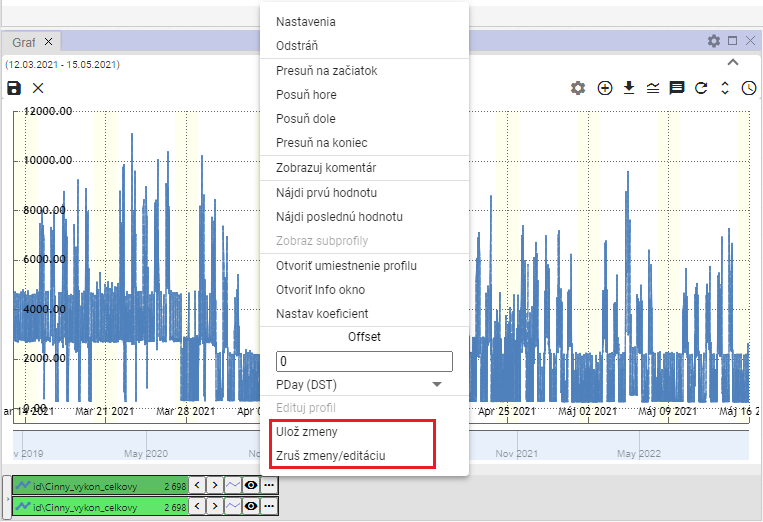 Graf
(12.03.2021 - 15.05.2021)
Nastavenia
Odstráň
Presuň na začiatok
Posuň hore
Posuň dole
Presuň na koniec
Zobrazuj komentár
Nájdi prvú hodnotu
Nájdi poslednú hodnotu
Zobraz subprofily
Otvoriť umiestnenie profilu
Otvoriť Info okno
Nastav koeficient
Offset
0
PDay (DST)
Edituj profil
Ulož zmeny
Zruš zmeny/editáciu
12000.00
10000.00
8000.00
6000.00
4000.00
2000.00
0.00
ar 14 2021 Mar 21 2021 Mar 28 2021 Apr 0 Apr 25 2021 Máj 02 2021 Máj 09 2021 Máj 16 2
v 2019 May 2020 No Nov 2021 May 2022
id\Cinny_vykon_celkovy 2 698
id\Cinny_vykon_celkovy 2 698